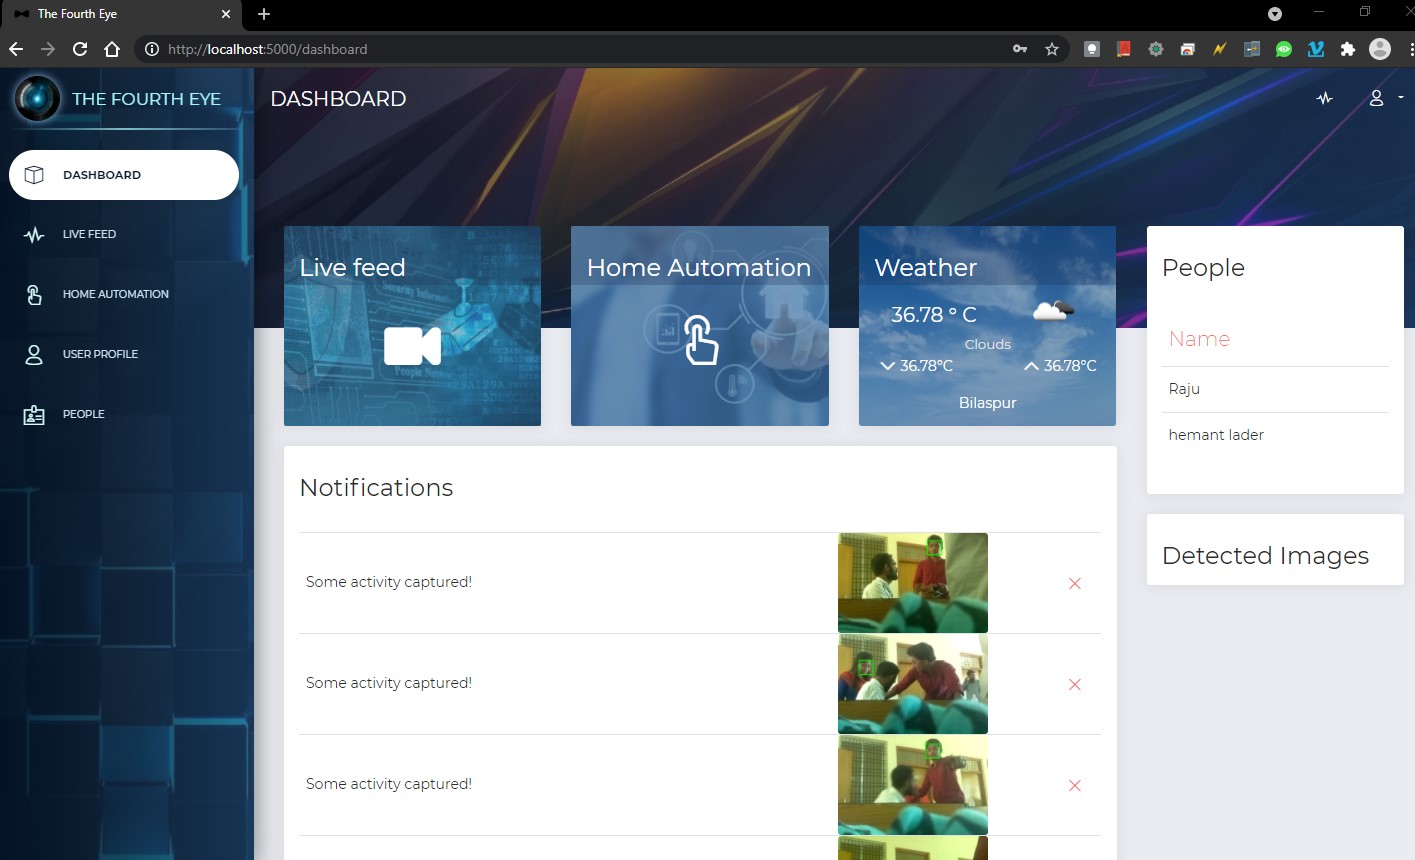 The Fourth Eye
http://localhost:5000/dashboard
THE FOURTH EYE
DASHBOARD
DASHBOARD
LIVE FEED
HOME AUTOMATION
USER PROFILE
PEOPLE
Live feed
Home Automation
Weather
36.78 ° C
Clouds
36.78°C
36.78°C
Bilaspur
People
Name
Raju
hemant lader
Notifications
Some activity captured!
Some activity captured!
Some activity captured!
Detected Images